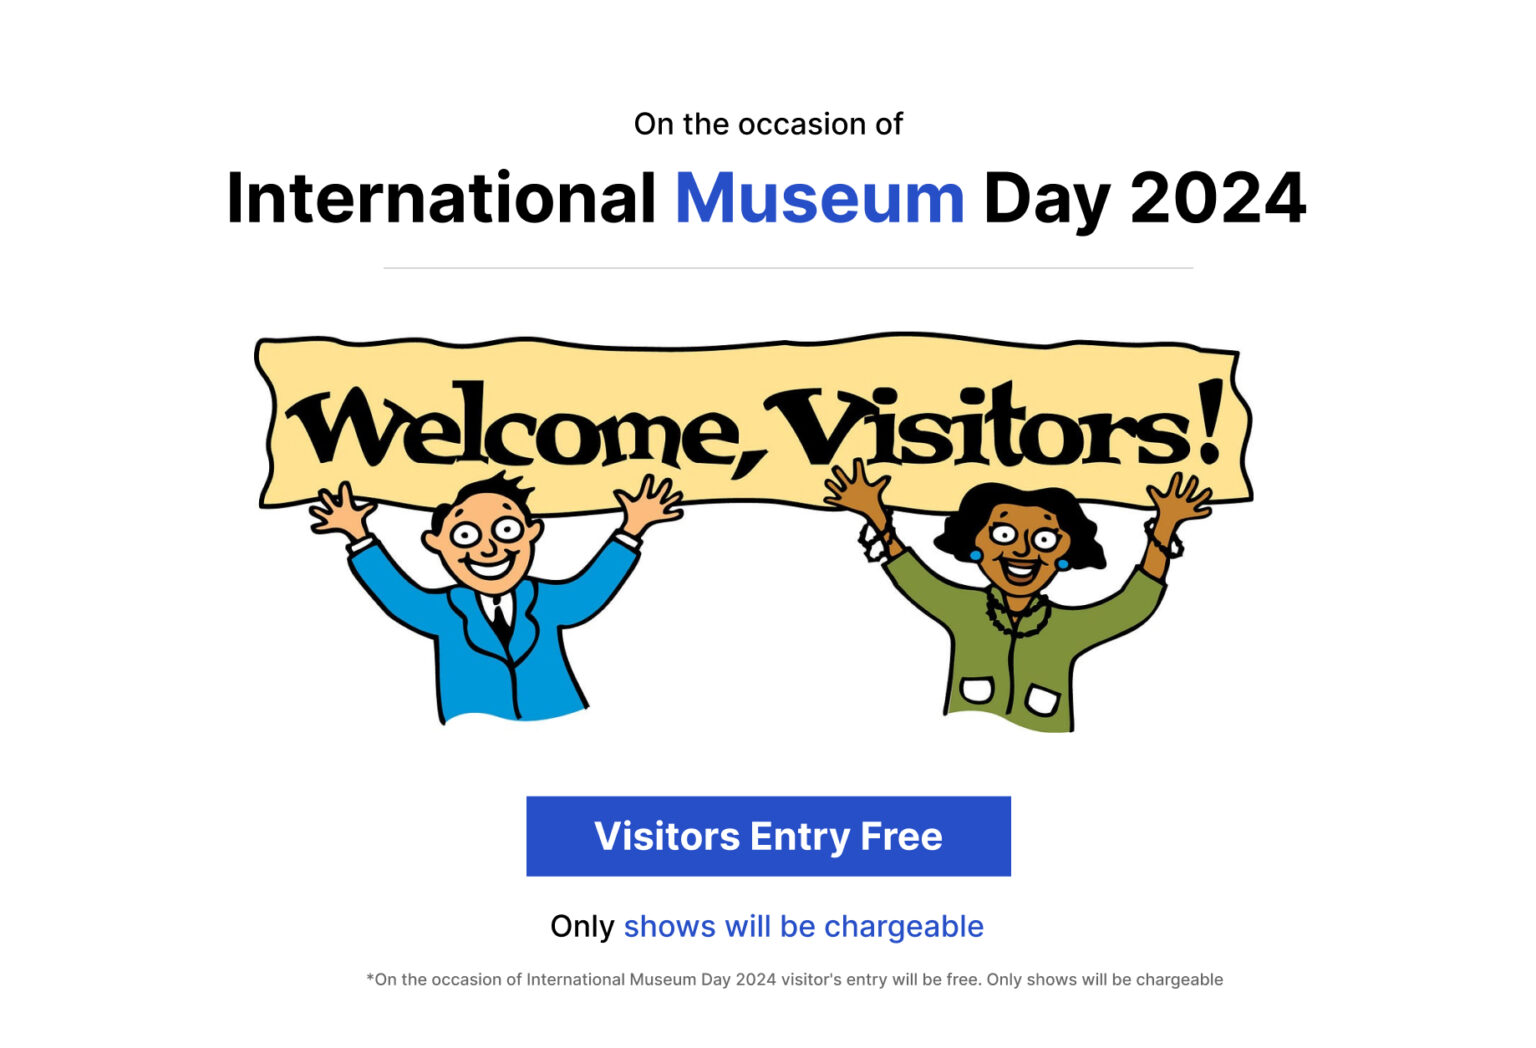 On the occasion of
International Museum Day 2024
Welcome, Visitors!
Visitors Entry Free
Only shows will be chargeable
*On the occasion of International Museum Day 2024 visitor's entry will be free. Only shows will be chargeable